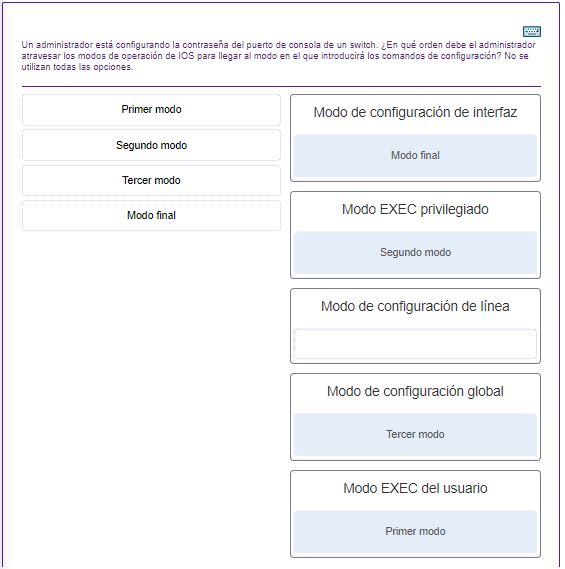 Un administrador está configurando la contraseña del puerto de consola de un switch. ¿En qué orden debe el administrador
atravesar los modos de operación de IOS para llegar al modo en el que introducirá los comandos de configuración? No se
utilizan todas las opciones.
Primer modo
Segundo modo
Tercer modo
Modo final
Modo de configuración de interfaz
Modo final
Modo EXEC privilegiado
Segundo modo
Modo de configuración de línea
Modo de configuración global
Tercer modo
Modo EXEC del usuario
Primer modo